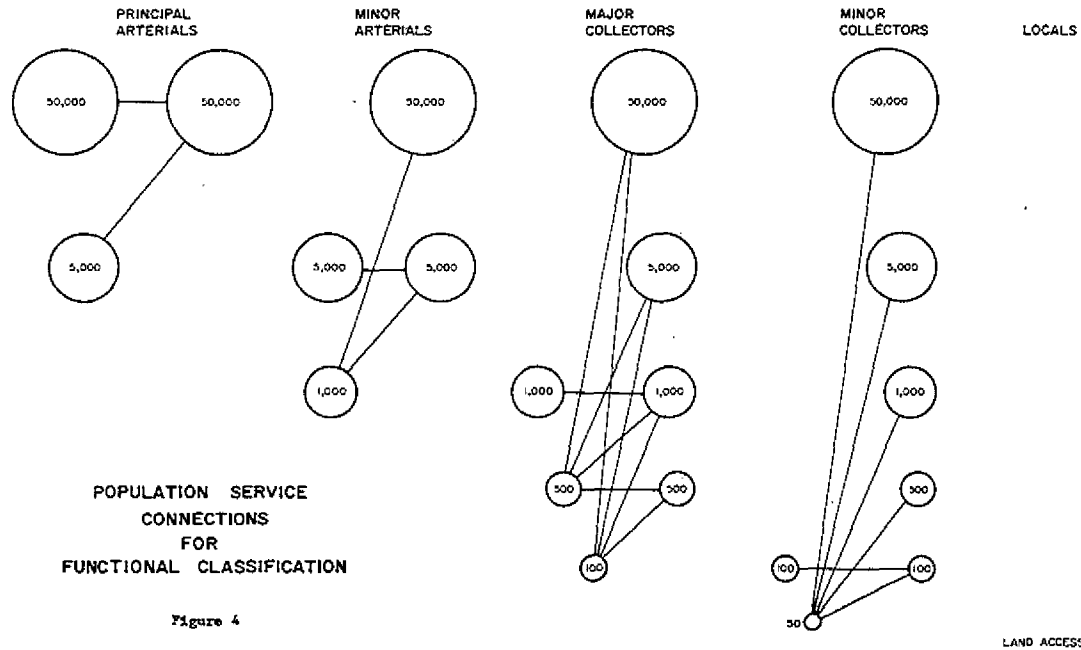 PRINCIPAL
ARTERIALS
MINOR
ARTERIALS
MAJOR
COLLECTORS
MINOR
COLLECTORS
LOCALS
50,000
50,000
50,000
50,000
50,000
5,000
5,000
5,000
5,000
5,000
1,000
1,000
1,000
1,000
500
500
500
100
100
100
50
POPULATION SERVICE
CONNECTIONS
FOR
FUNCTIONAL CLASSIFICATION
Figure 4
LAND ACCESS